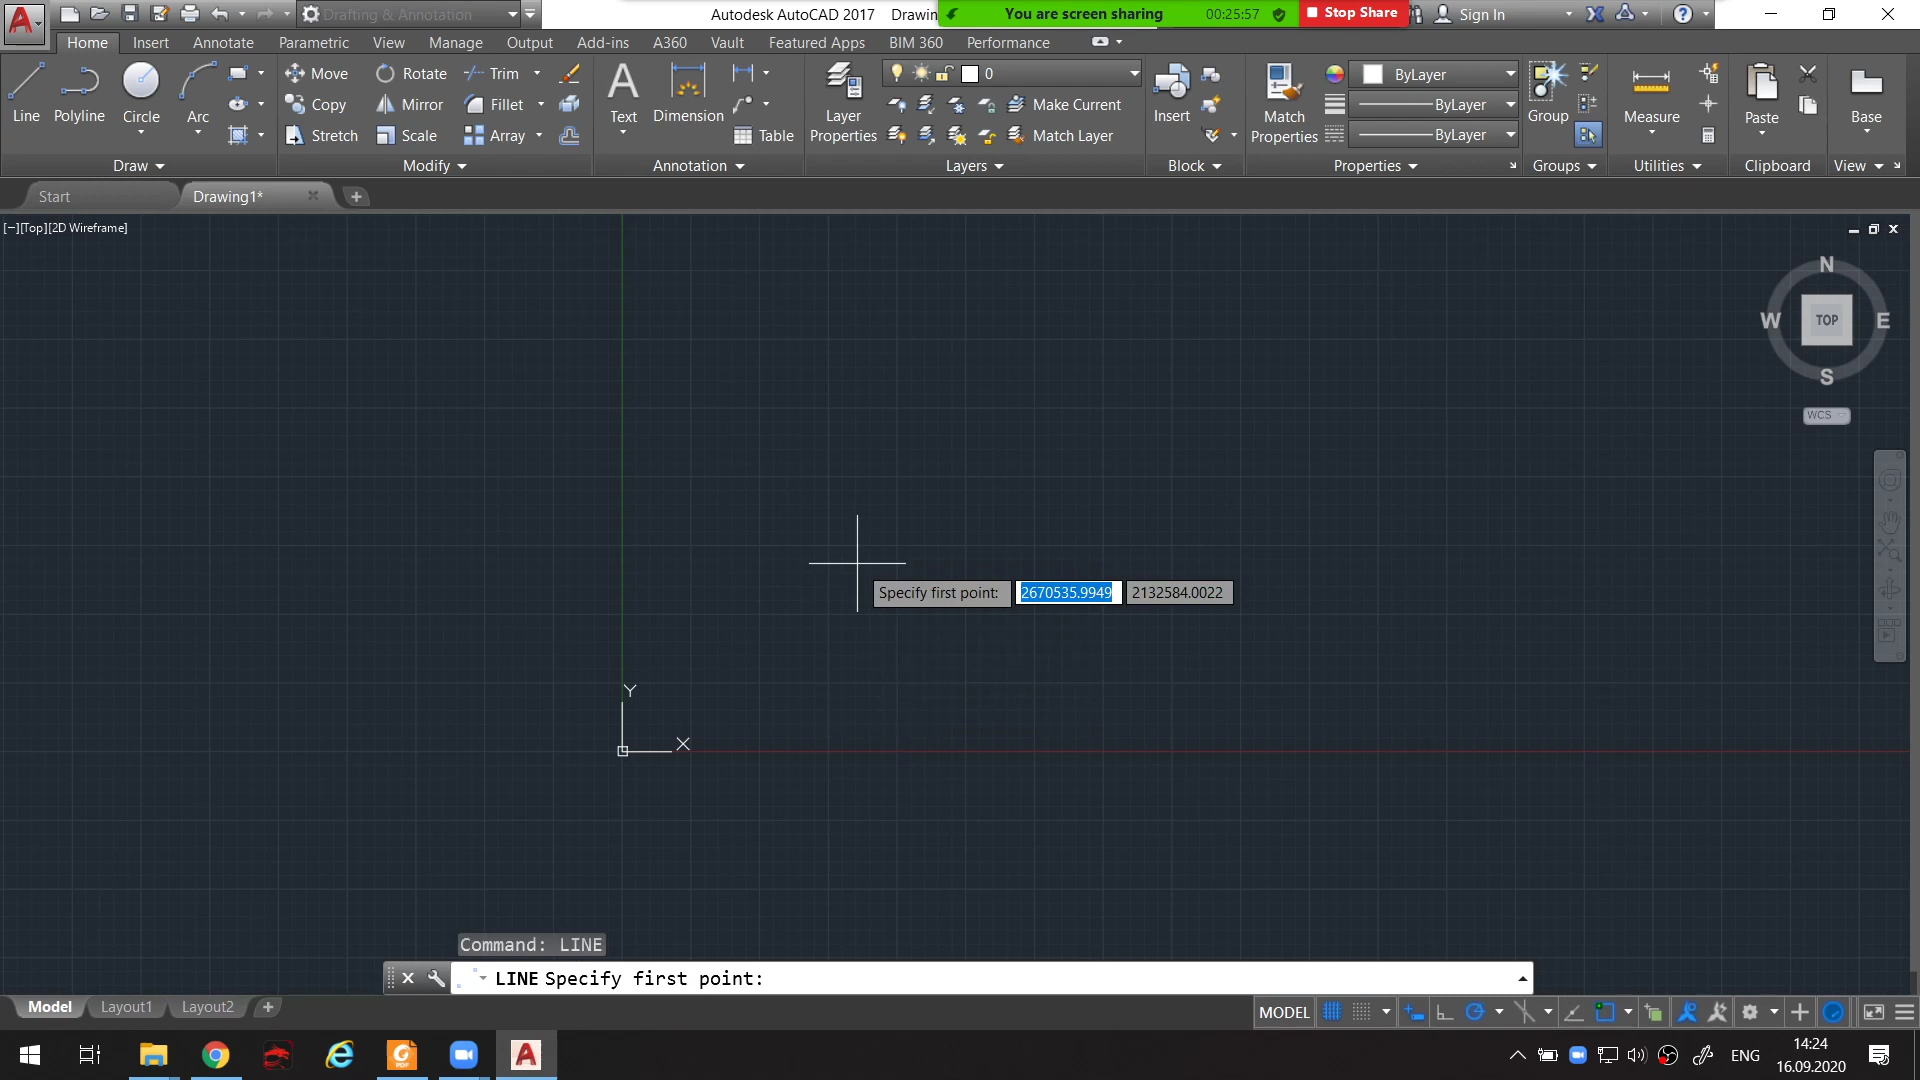 Drafting & Annotation
Autodesk AutoCAD 2017 Drawin
You are screen sharing
00:25:57
Stop Share
Sign In
Home Insert Annotate Parametric View Manage Output Add-ins A360 Vault Featured Apps BIM 360 Performance
Line Polyline Circle Arc
Move Rotate Trim
Copy Mirror Fillet
Stretch Scale Array
Text Dimension Table
Layer Properties
0
Make Current
Match Layer
Insert
Match Properties
ByLayer
ByLayer
ByLayer
Group
Measure
Paste
Base
Draw Modify Annotation Layers Block Properties Groups Utilities Clipboard View
Start Drawing1*
[−][Top][2D Wireframe]
N
W TOP E
S
WCS
Specify first point: 2670535.9949 2132584.0022
Y
X
Command: LINE
LINE Specify first point:
Model Layout1 Layout2
MODEL
ENG
14:24
16.09.2020